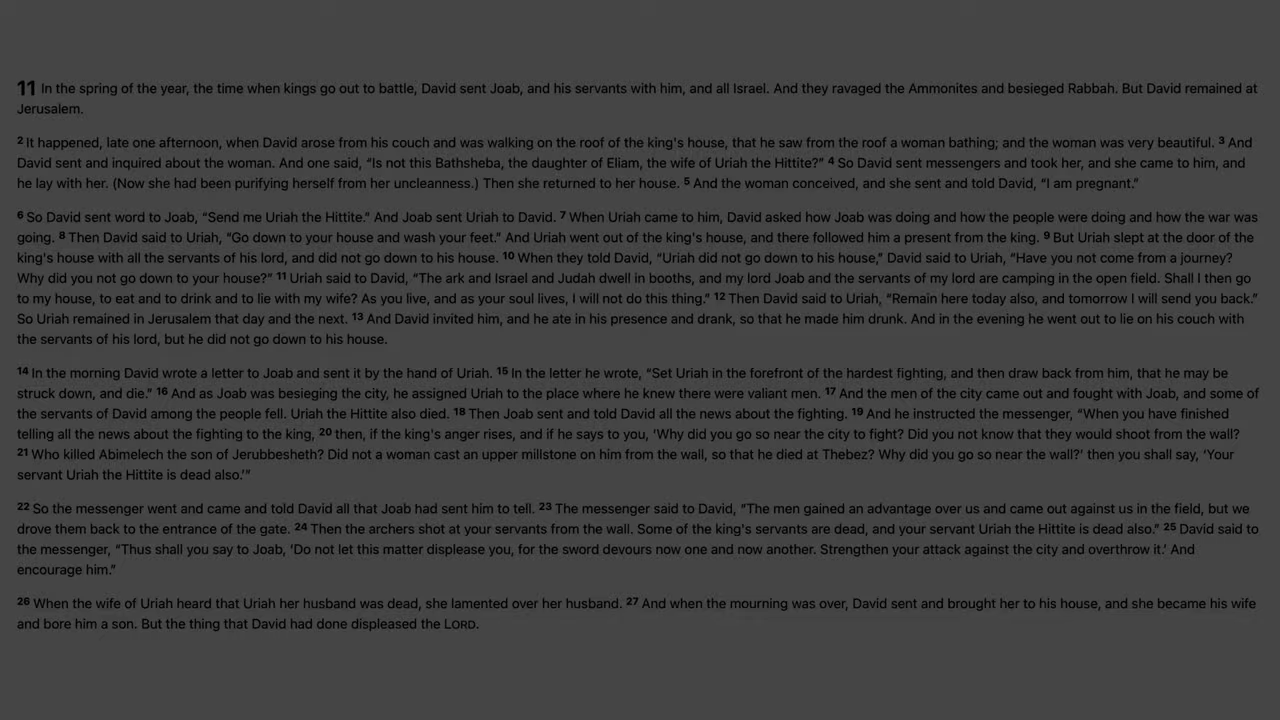 11 In the spring of the year, the time when kings go out to battle, David sent Joab, and his servants with him, and all Israel. And they ravaged the Ammonites and besieged Rabbah. But David remained at
Jerusalem.
2 It happened, late one afternoon, when David arose from his couch and was walking on the roof of the king's house, that he saw from the roof a woman bathing; and the woman was very beautiful. 3 And
David sent and inquired about the woman. And one said, “Is not this Bathsheba, the daughter of Eliam, the wife of Uriah the Hittite?” 4 So David sent messengers and took her, and she came to him, and
he lay with her. (Now she had been purifying herself from her uncleanness.) Then she returned to her house. 5 And the woman conceived, and she sent and told David, “I am pregnant.”
6 So David sent word to Joab, “Send me Uriah the Hittite.” And Joab sent Uriah to David. 7 When Uriah came to him, David asked how Joab was doing and how the people were doing and how the war was
going. 8 Then David said to Uriah, “Go down to your house and wash your feet.” And Uriah went out of the king's house, and there followed him a present from the king. 9 But Uriah slept at the door of the
king's house with all the servants of his lord, and did not go down to his house. 10 When they told David, “Uriah did not go down to his house,” David said to Uriah, “Have you not come from a journey?
Why did you not go down to your house?” 11 Uriah said to David, “The ark and Israel and Judah dwell in booths, and my lord Joab and the servants of my lord are camping in the open field. Shall I then go
to my house, to eat and to drink and to lie with my wife? As you live, and as your soul lives, I will not do this thing.” 12 Then David said to Uriah, “Remain here today also, and tomorrow I will send you back.”
So Uriah remained in Jerusalem that day and the next. 13 And David invited him, and he ate in his presence and drank, so that he made him drunk. And in the evening he went out to lie on his couch with
the servants of his lord, but he did not go down to his house.
14 In the morning David wrote a letter to Joab and sent it by the hand of Uriah. 15 In the letter he wrote, “Set Uriah in the forefront of the hardest fighting, and then draw back from him, that he may be
struck down, and die.” 16 And as Joab was besieging the city, he assigned Uriah to the place where he knew there were valiant men. 17 And the men of the city came out and fought with Joab, and some of
the servants of David among the people fell. Uriah the Hittite also died. 18 Then Joab sent and told David all the news about the fighting. 19 And he instructed the messenger, “When you have finished
telling all the news about the fighting to the king, 20 then, if the king's anger rises, and if he says to you, ‘Why did you go so near the city to fight? Did you not know that they would shoot from the wall?
21 Who killed Abimelech the son of Jerubbesheth? Did not a woman cast an upper millstone on him from the wall, so that he died at Thebez? Why did you go so near the wall?’ then you shall say, ‘Your
servant Uriah the Hittite is dead also.’”
22 So the messenger went and came and told David all that Joab had sent him to tell. 23 The messenger said to David, “The men gained an advantage over us and came out against us in the field, but we
drove them back to the entrance of the gate. 24 Then the archers shot at your servants from the wall. Some of the king's servants are dead, and your servant Uriah the Hittite is dead also.” 25 David said to
the messenger, “Thus shall you say to Joab, ‘Do not let this matter displease you, for the sword devours now one and now another. Strengthen your attack against the city and overthrow it.’ And
encourage him.”
26 When the wife of Uriah heard that Uriah her husband was dead, she lamented over her husband. 27 And when the mourning was over, David sent and brought her to his house, and she became his wife
and bore him a son. But the thing that David had done displeased the LORD.